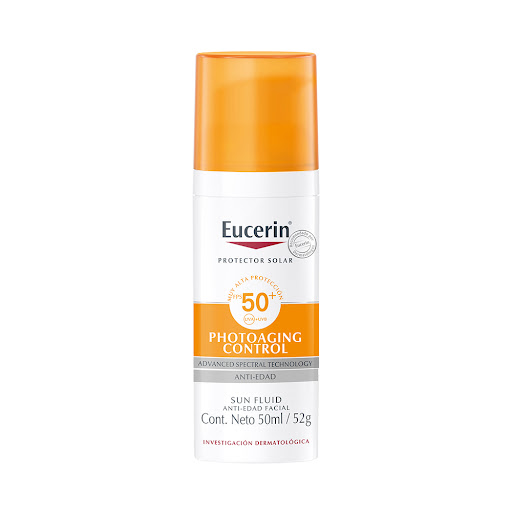 Eucerin®
PROTECTOR SOLAR
MUY ALTA PROTECCIÓN
FPS 50+
PHOTOAGING
CONTROL
ADVANCED SPECTRAL TECHNOLOGY
ANTI-EDAD
SUN FLUID
ANTI-EDAD FACIAL
Cont. Neto 50ml / 52g
INVESTIGACIÓN DERMATOLÓGICA